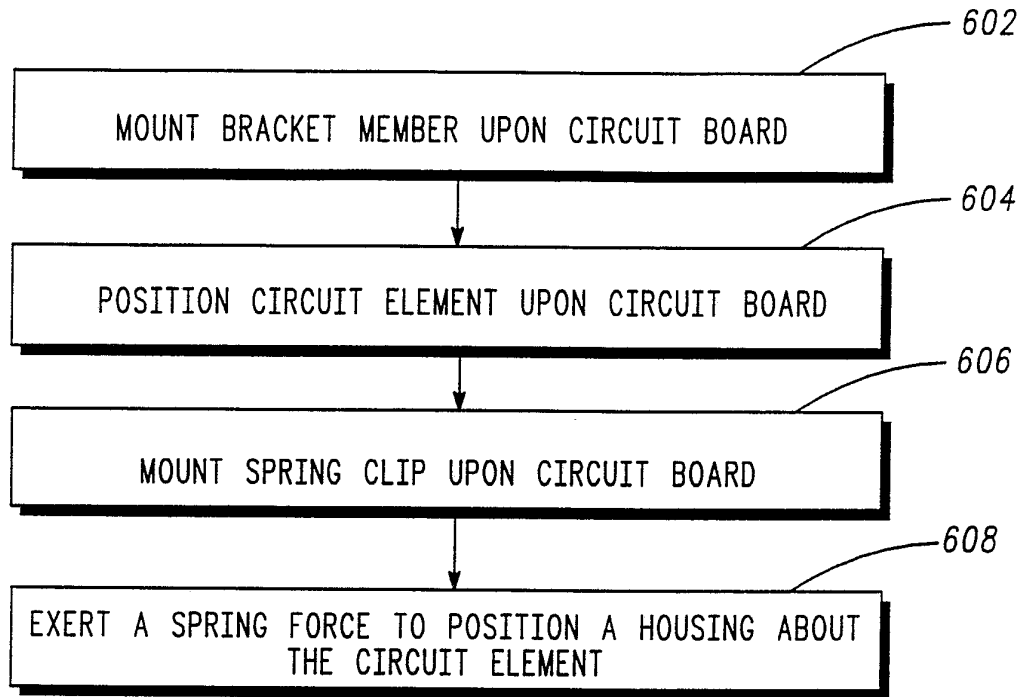 602
MOUNT BRACKET MEMBER UPON CIRCUIT BOARD
604
POSITION CIRCUIT ELEMENT UPON CIRCUIT BOARD
606
MOUNT SPRING CLIP UPON CIRCUIT BOARD
608
EXERT A SPRING FORCE TO POSITION A HOUSING ABOUT
THE CIRCUIT ELEMENT